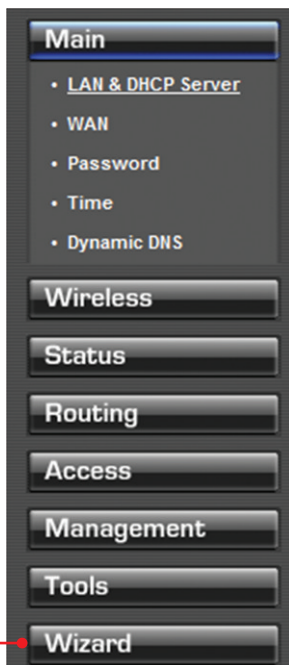 Main
• LAN & DHCP Server
• WAN
• Password
• Time
• Dynamic DNS
Wireless
Status
Routing
Access
Management
Tools
Wizard